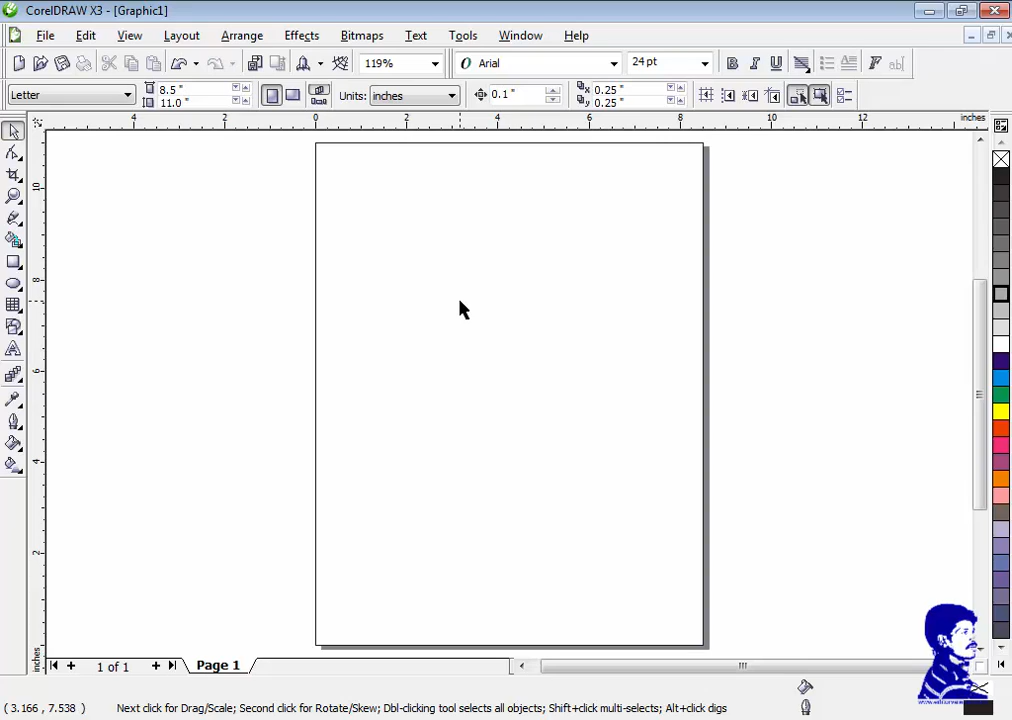 CorelDRAW X3 - [Graphic1]
File Edit View Layout Arrange Effects Bitmaps Text Tools Window Help
119% Arial 24 pt
Letter 8.5 " 11.0 " Units: inches 0.1 " x 0.25 " y 0.25 "
4 2 0 2 4 6 8 10 12 inches
10
8
6
4
2
inches
1 of 1 Page 1
( 3.166 , 7.538 ) Next click for Drag/Scale; Second click for Rotate/Skew; Dbl-clicking tool selects all objects; Shift+click multi-selects; Alt+click digs